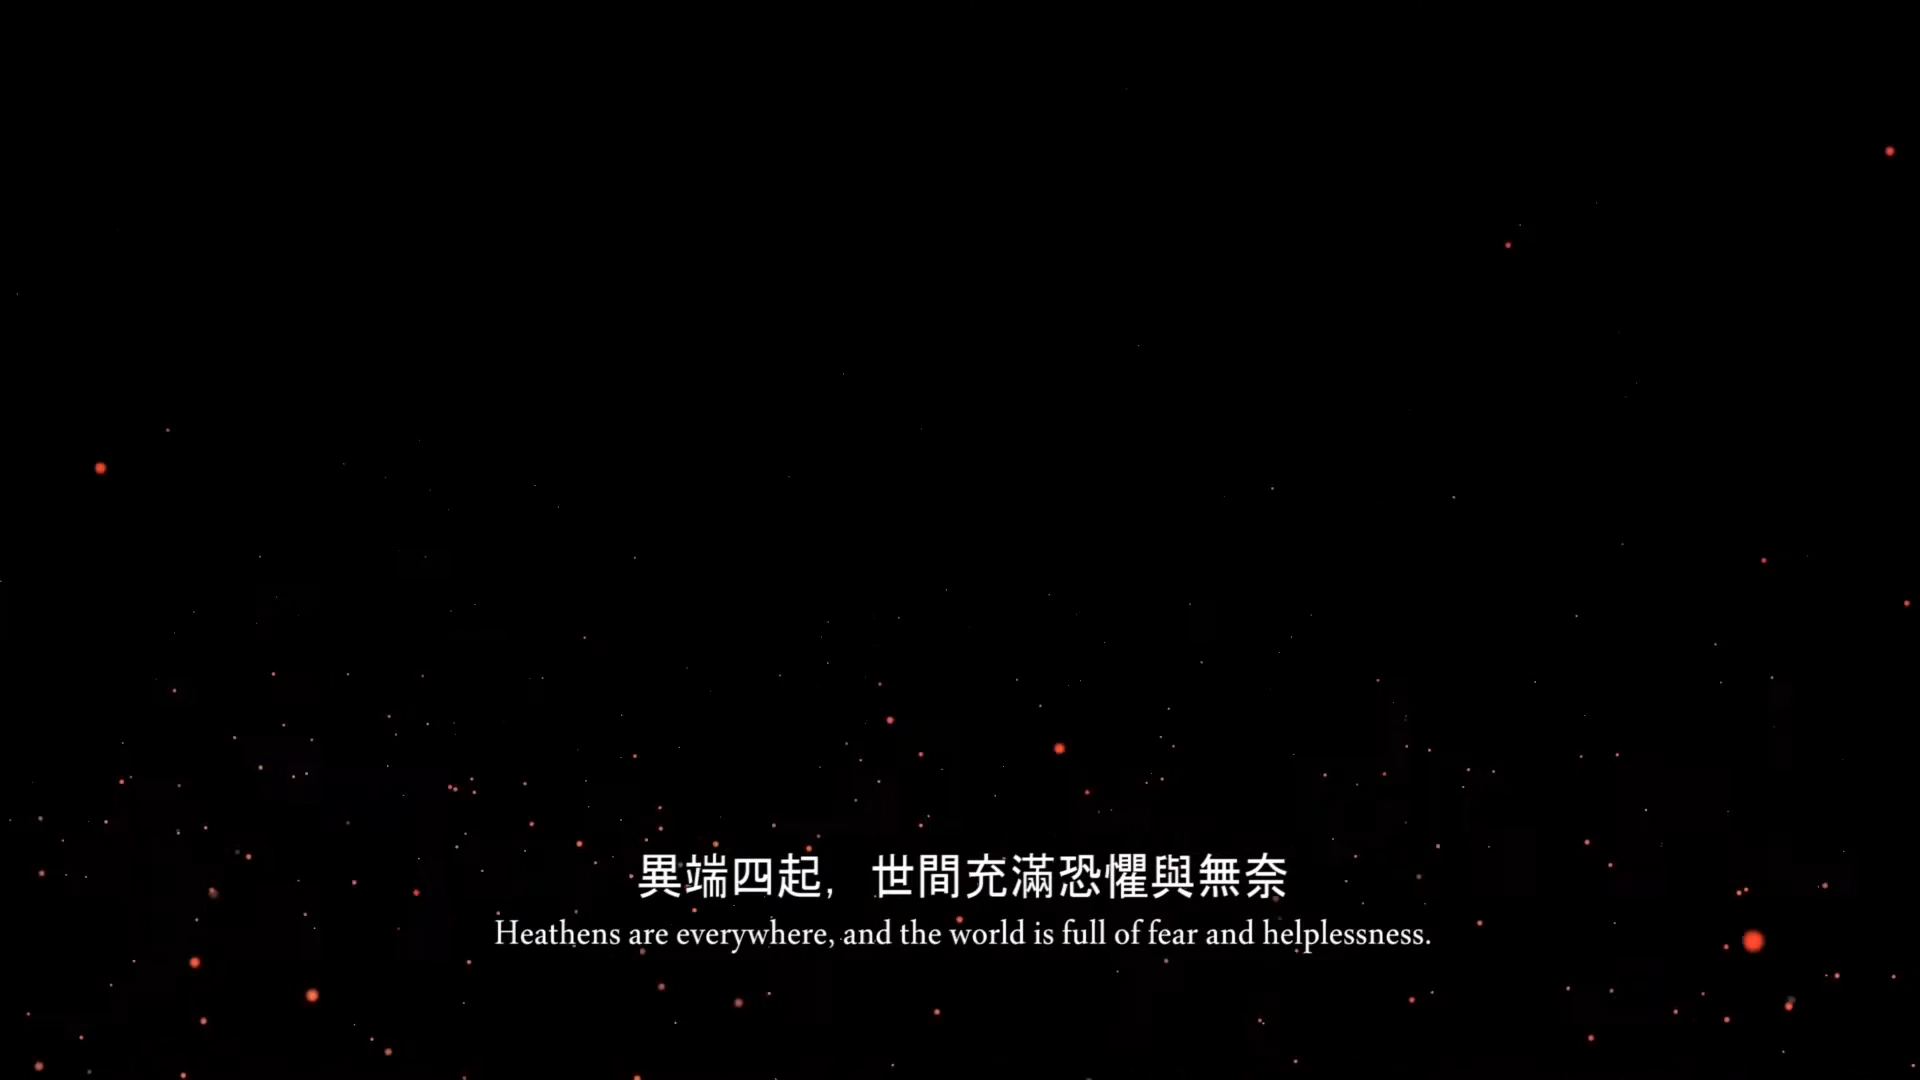 異端四起，世間充滿恐懼與無奈
Heathens are everywhere, and the world is full of fear and helplessness.